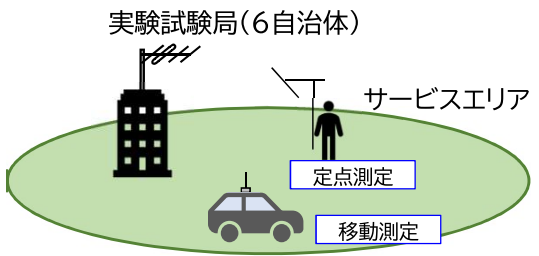 実験試験局（６自治体）
サービスエリア
定点測定
移動測定